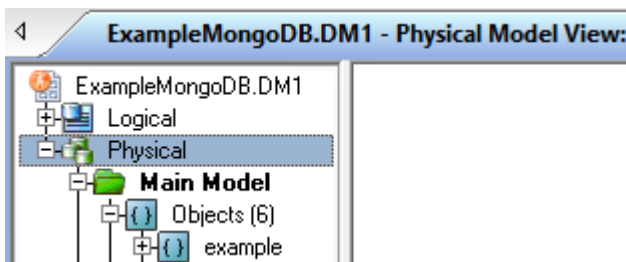 ExampleMongoDB.DM1 - Physical Model View:
ExampleMongoDB.DM1
Logical
Physical
Main Model
Objects (6)
example